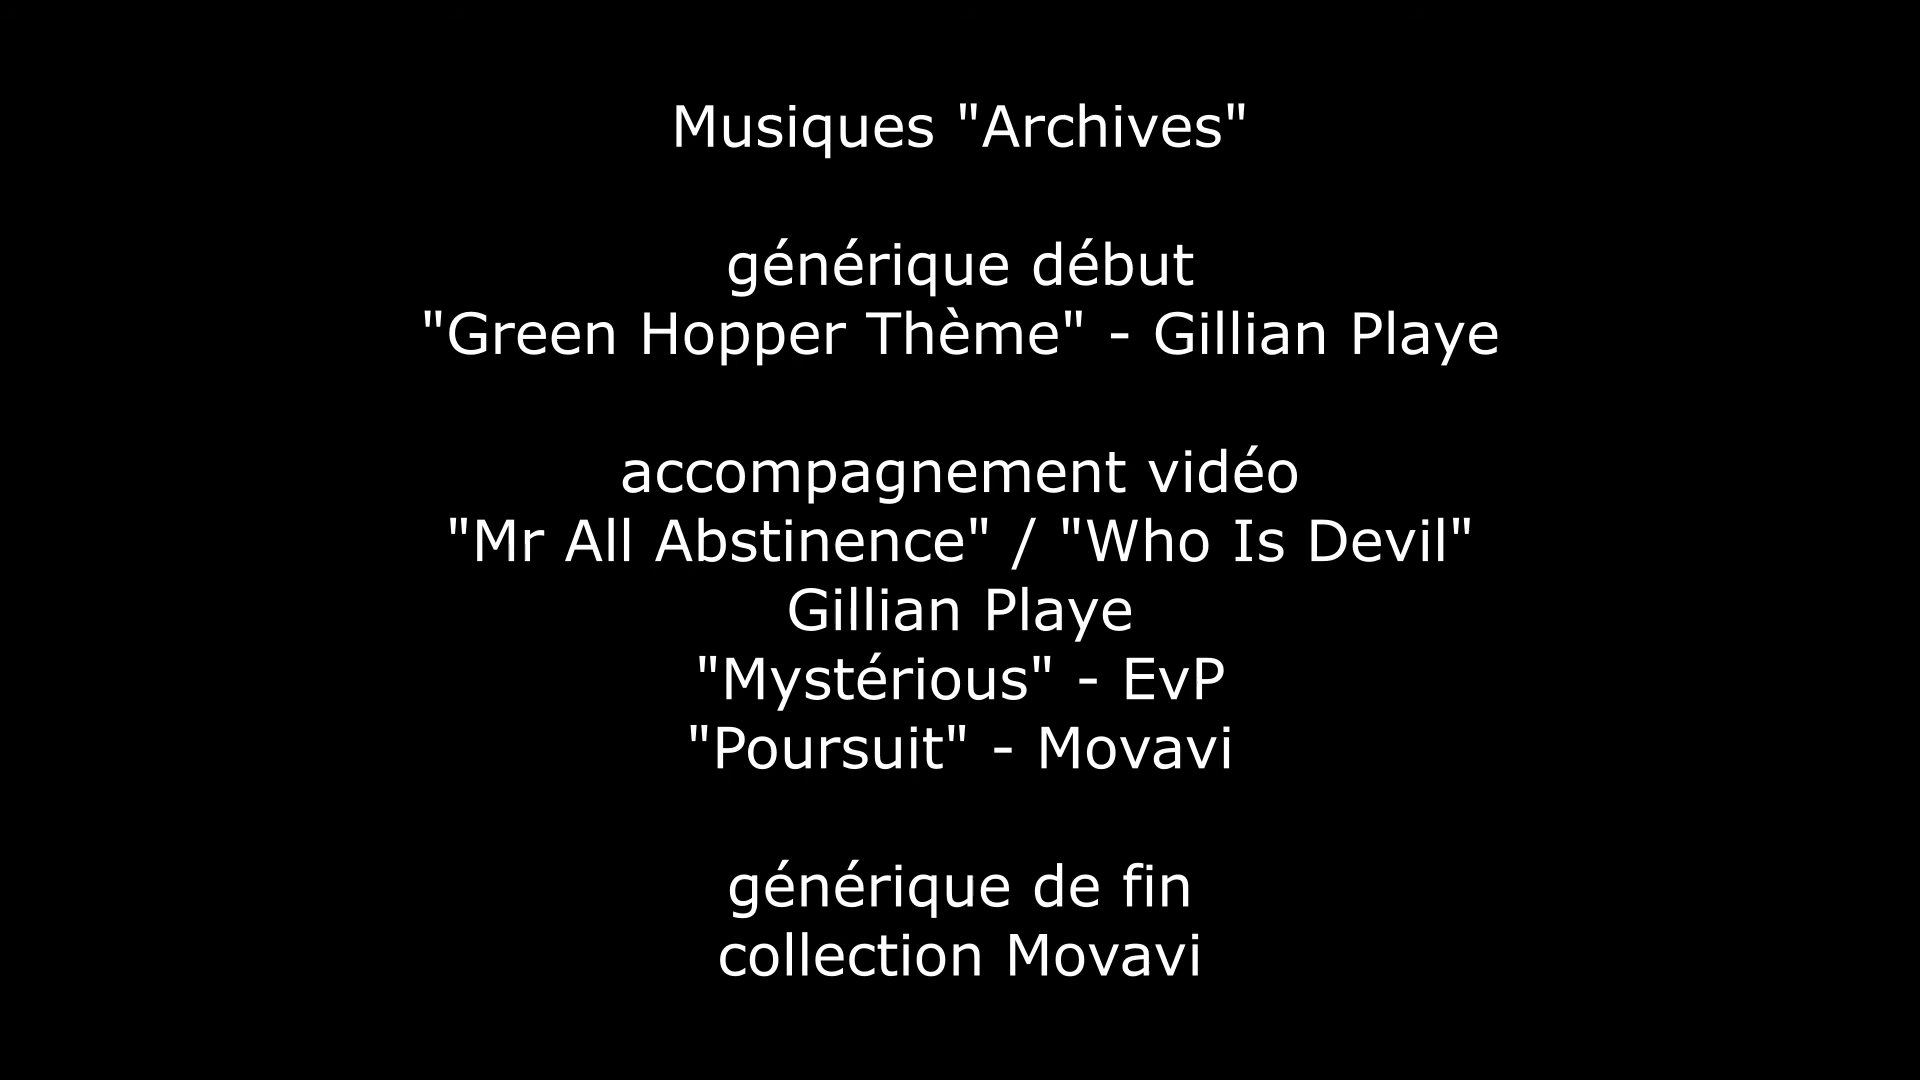 Musiques "Archives"
générique début
"Green Hopper Thème" - Gillian Playe
accompagnement vidéo
"Mr All Abstinence" / "Who Is Devil"
Gillian Playe
"Mystérious" - EvP
"Poursuit" - Movavi
générique de fin
collection Movavi